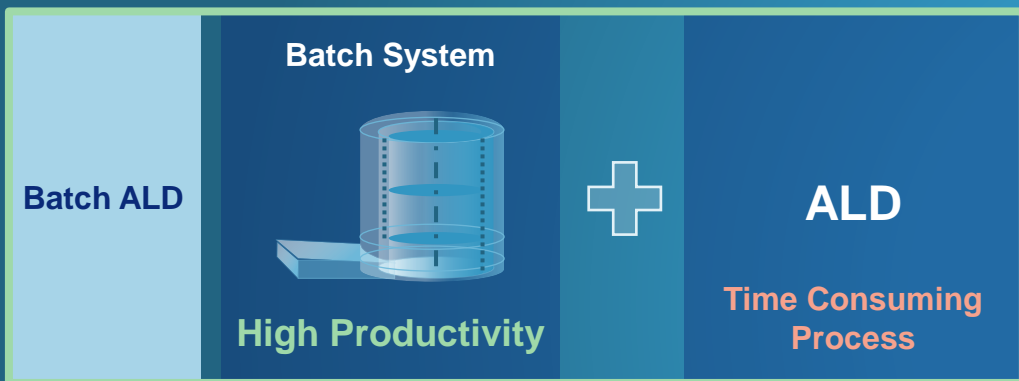 Batch ALD
Batch System
High Productivity
ALD
Time Consuming
Process